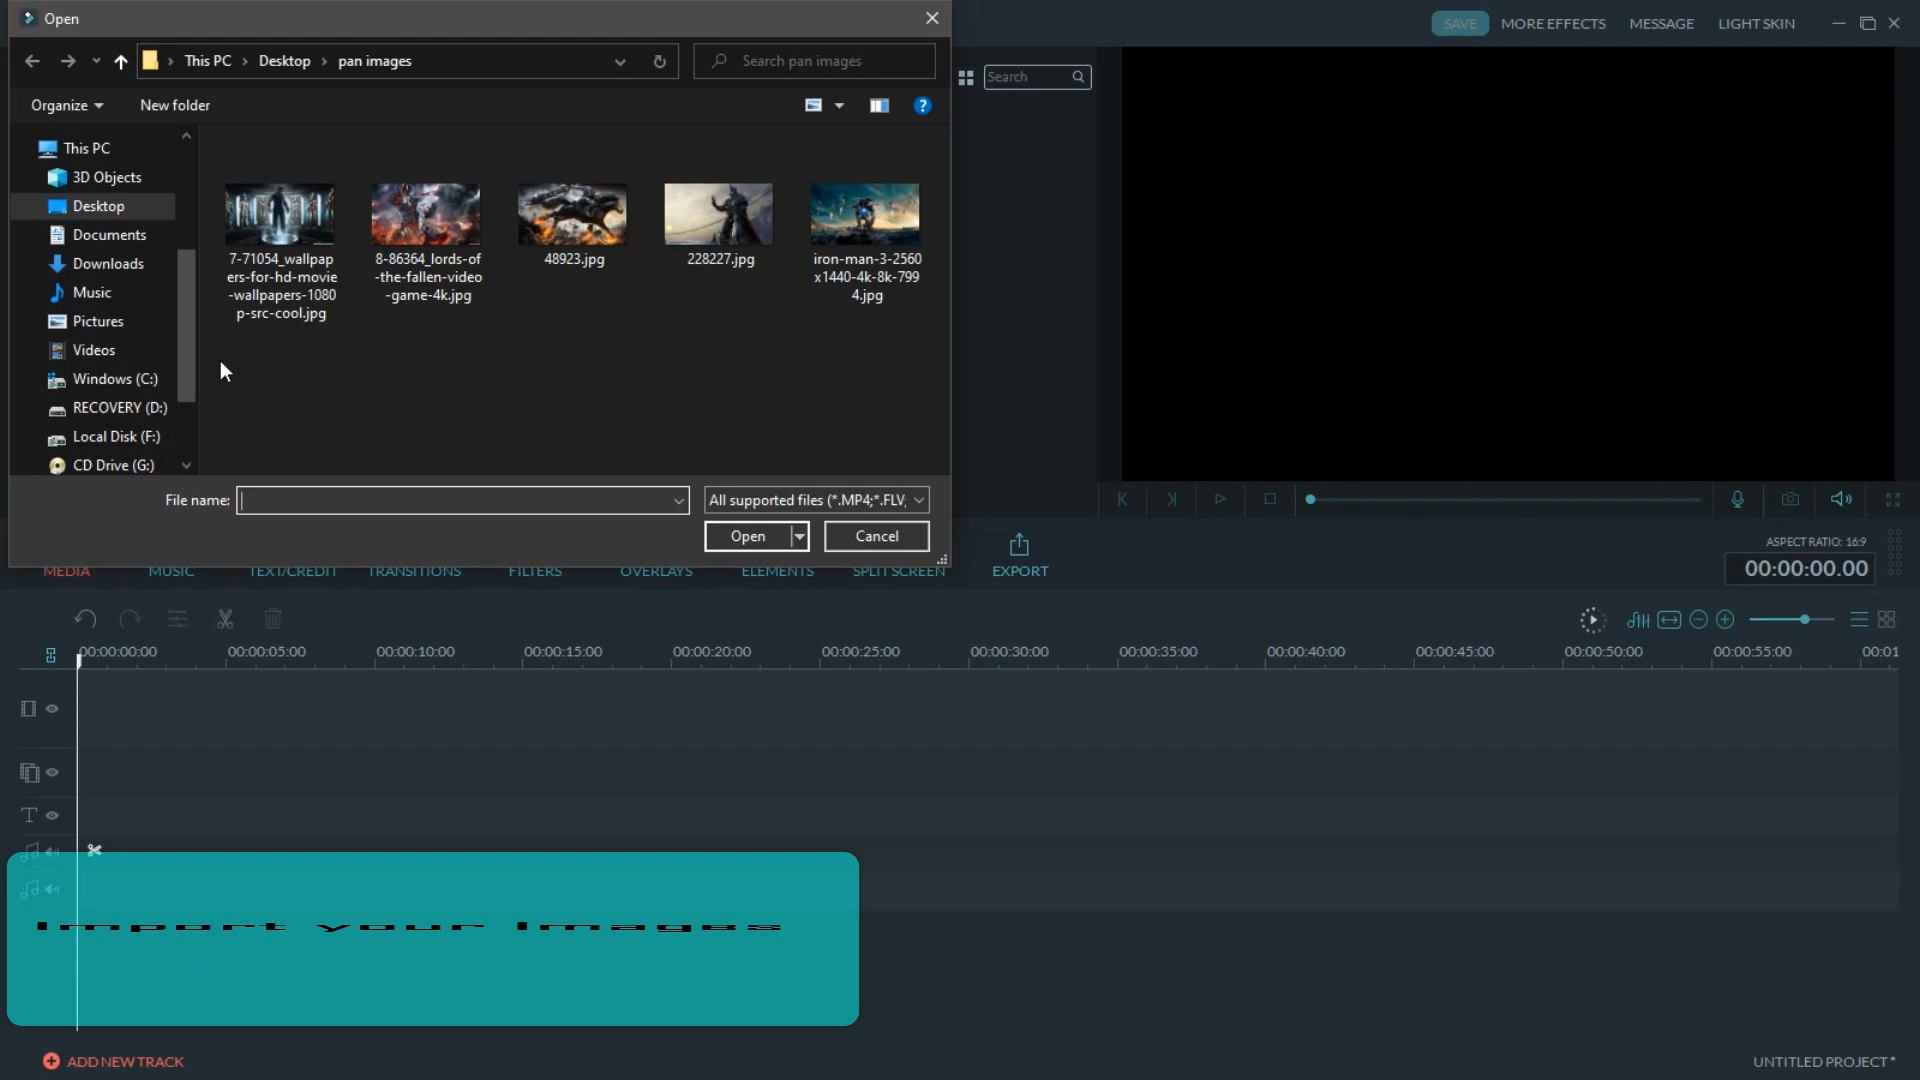 Open
SAVE
MORE EFFECTS
MESSAGE
LIGHT SKIN
This PC
Desktop
pan images
Search pan images
Search
Organize
New folder
This PC
3D Objects
Desktop
Documents
Downloads
Music
Pictures
Videos
Windows (C:)
RECOVERY (D:)
Local Disk (F:)
CD Drive (G:)
7-71054_wallpap
ers-for-hd-movie
-wallpapers-1080
p-src-cool.jpg
8-86364_lords-of
-the-fallen-video
-game-4k.jpg
48923.jpg
228227.jpg
iron-man-3-2560
x1440-4k-8k-799
4.jpg
File name:
All supported files (*.MP4;*.FLV;
Open
Cancel
MEDIA
MUSIC
TEXT/CREDIT
TRANSITIONS
FILTERS
OVERLAYS
ELEMENTS
SPLIT SCREEN
EXPORT
ASPECT RATIO: 16:9
00:00:00.00
00:00:00:00
00:00:05:00
00:00:10:00
00:00:15:00
00:00:20:00
00:00:25:00
00:00:30:00
00:00:35:00
00:00:40:00
00:00:45:00
00:00:50:00
00:00:55:00
00:01
Import your Images
ADD NEW TRACK
UNTITLED PROJECT*